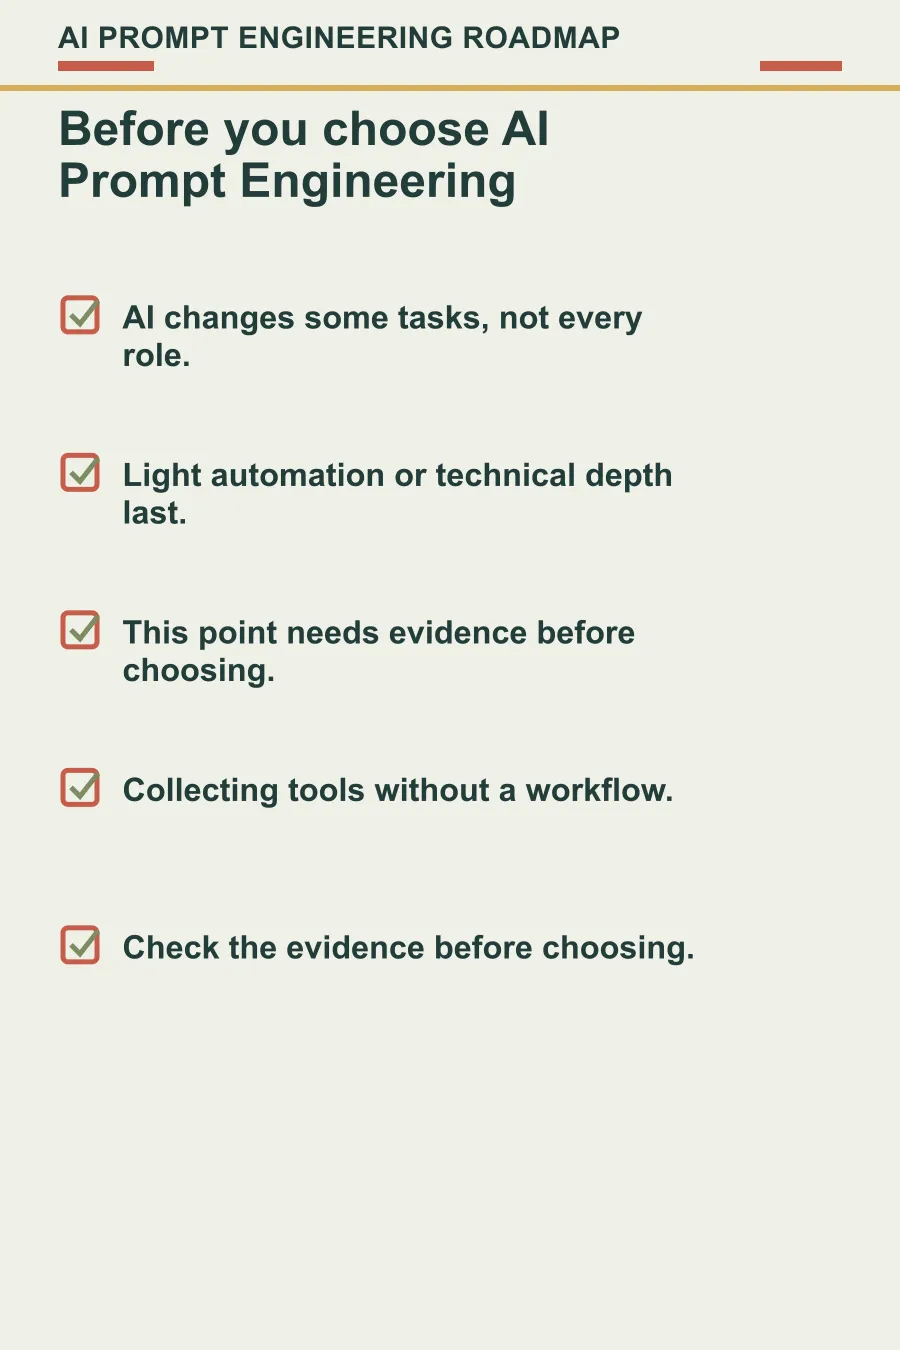 AI PROMPT ENGINEERING ROADMAP
Before you choose AI
Prompt Engineering
AI changes some tasks, not every
role.
Light automation or technical depth
last.
This point needs evidence before
choosing.
Collecting tools without a workflow.
Check the evidence before choosing.